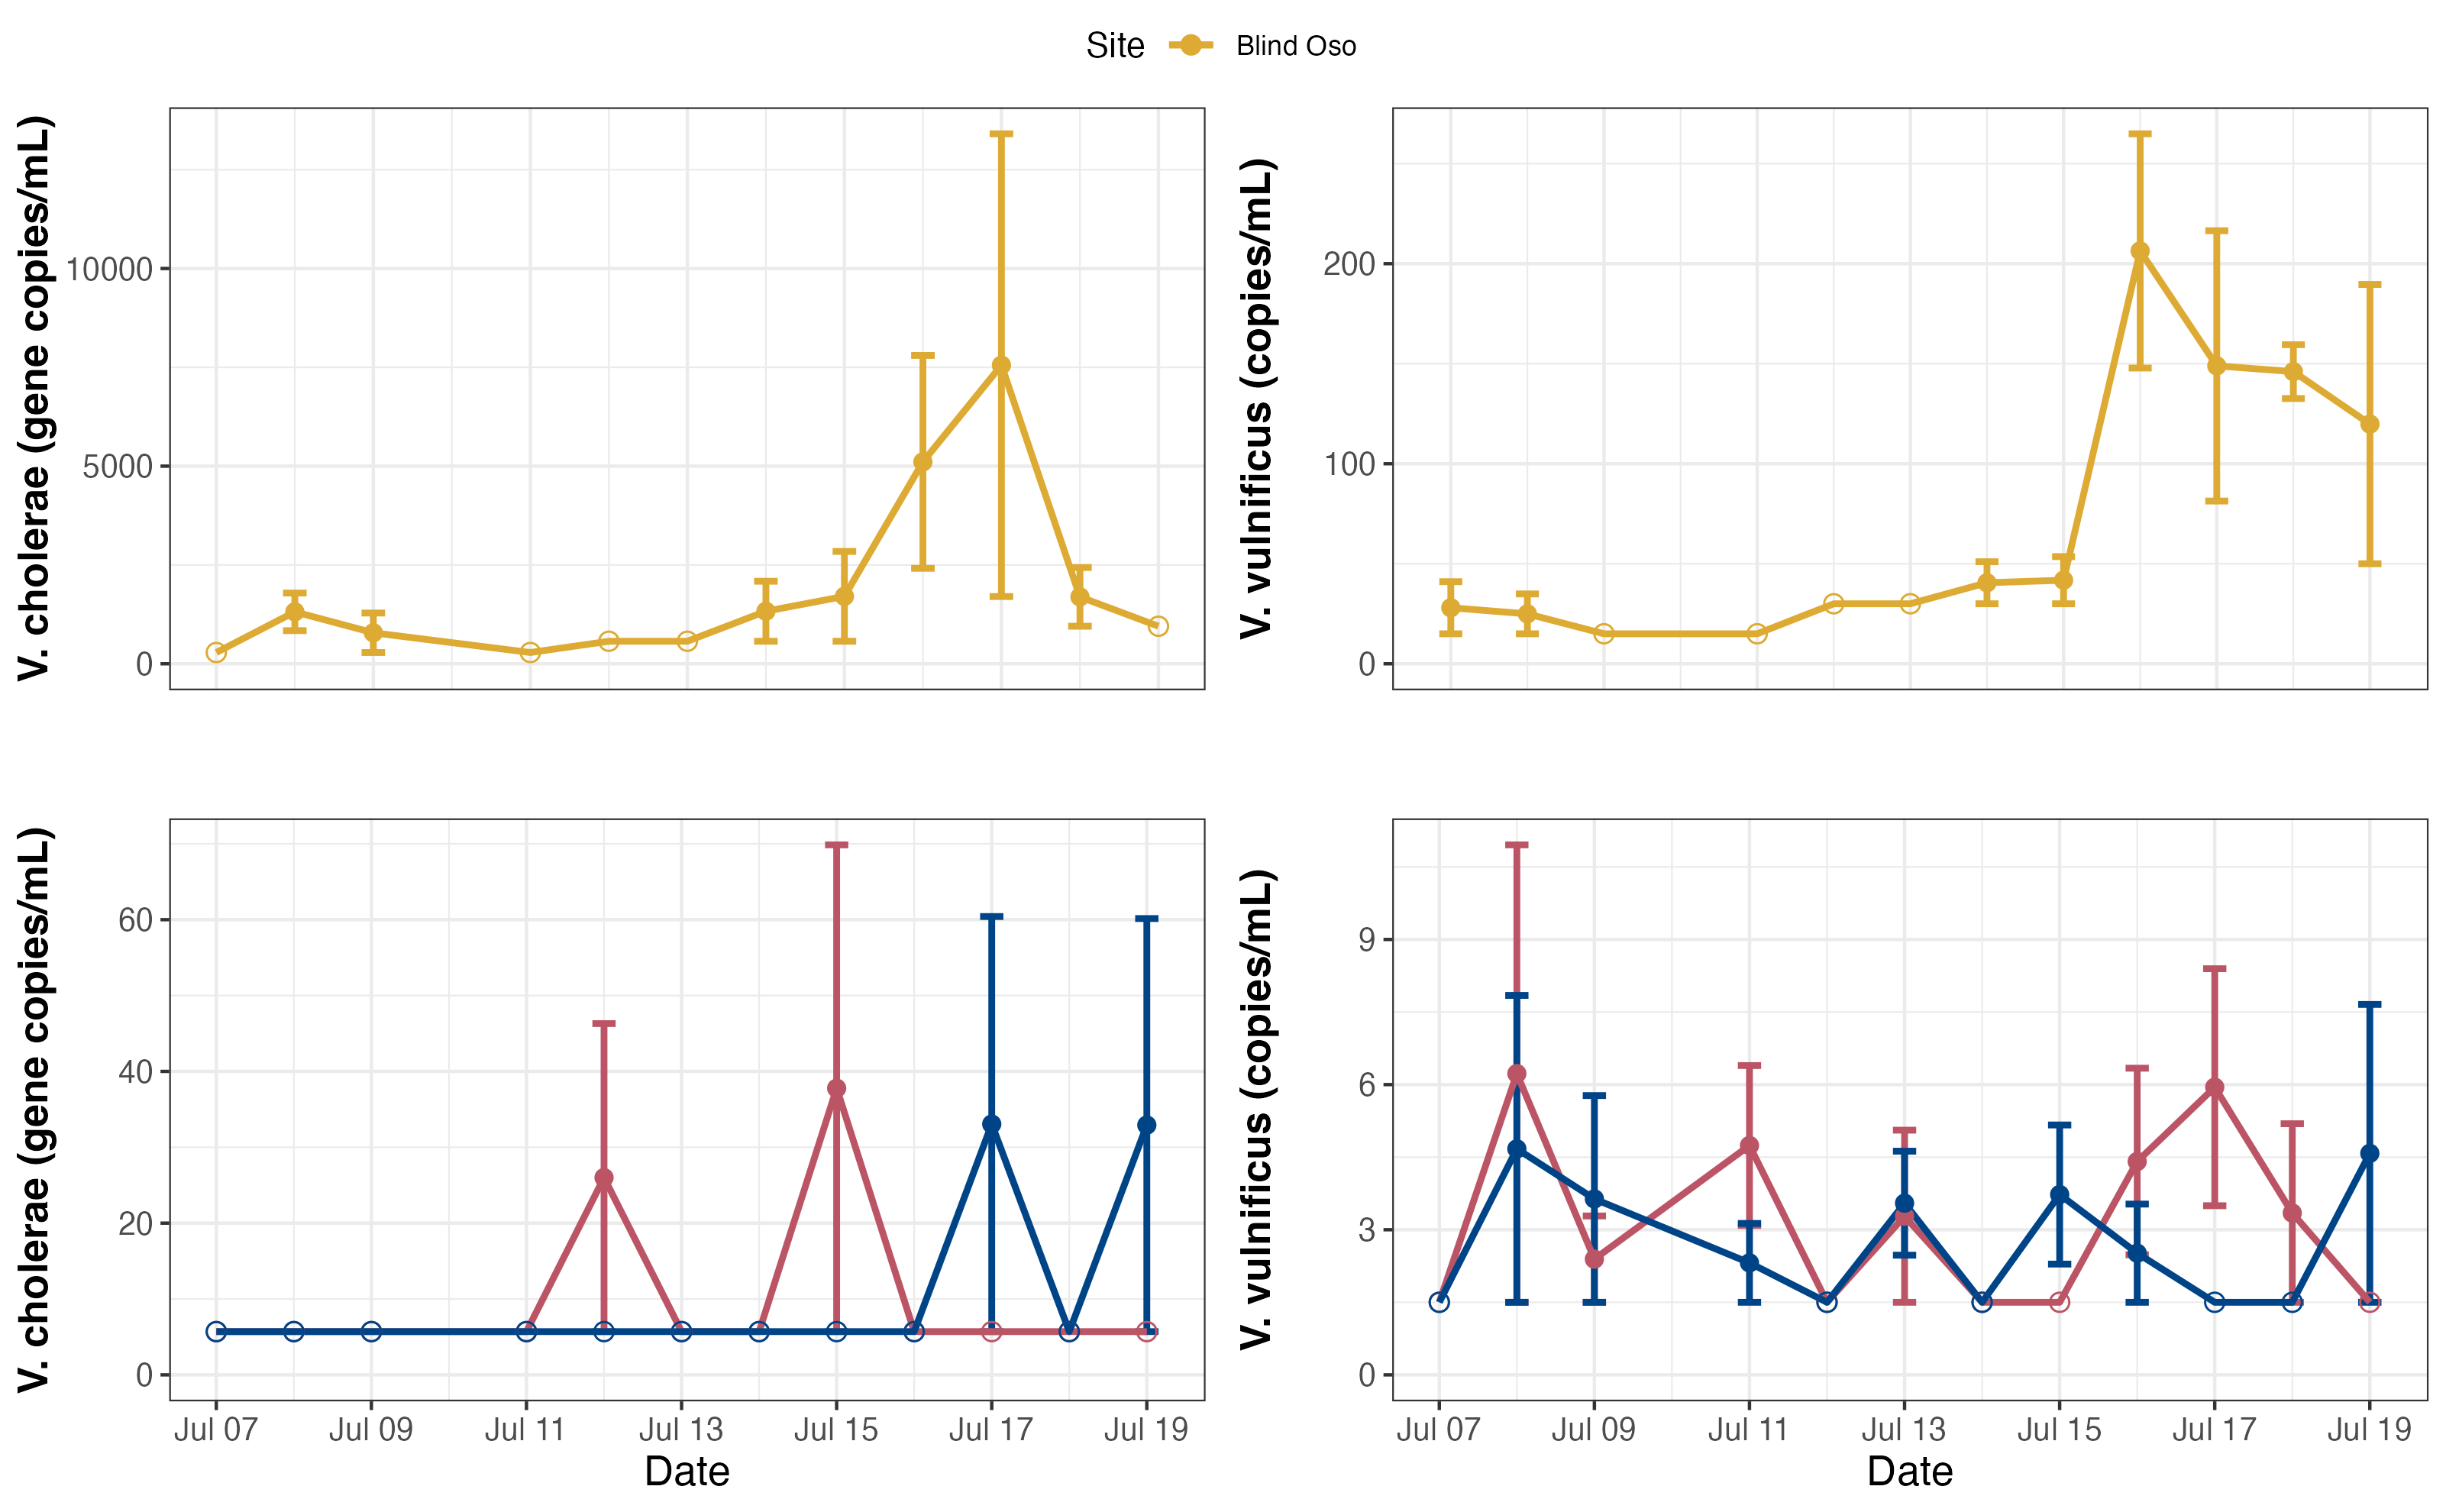 Site Blind Oso
V. cholerae (gene copies/mL)
10000
5000
0
V. vulnificus (copies/mL)
200
100
0
V. cholerae (gene copies/mL)
60
40
20
0
Jul 07 Jul 09 Jul 11 Jul 13 Jul 15 Jul 17 Jul 19
Date
V. vulnificus (copies/mL)
9
6
3
0
Jul 07 Jul 09 Jul 11 Jul 13 Jul 15 Jul 17 Jul 19
Date